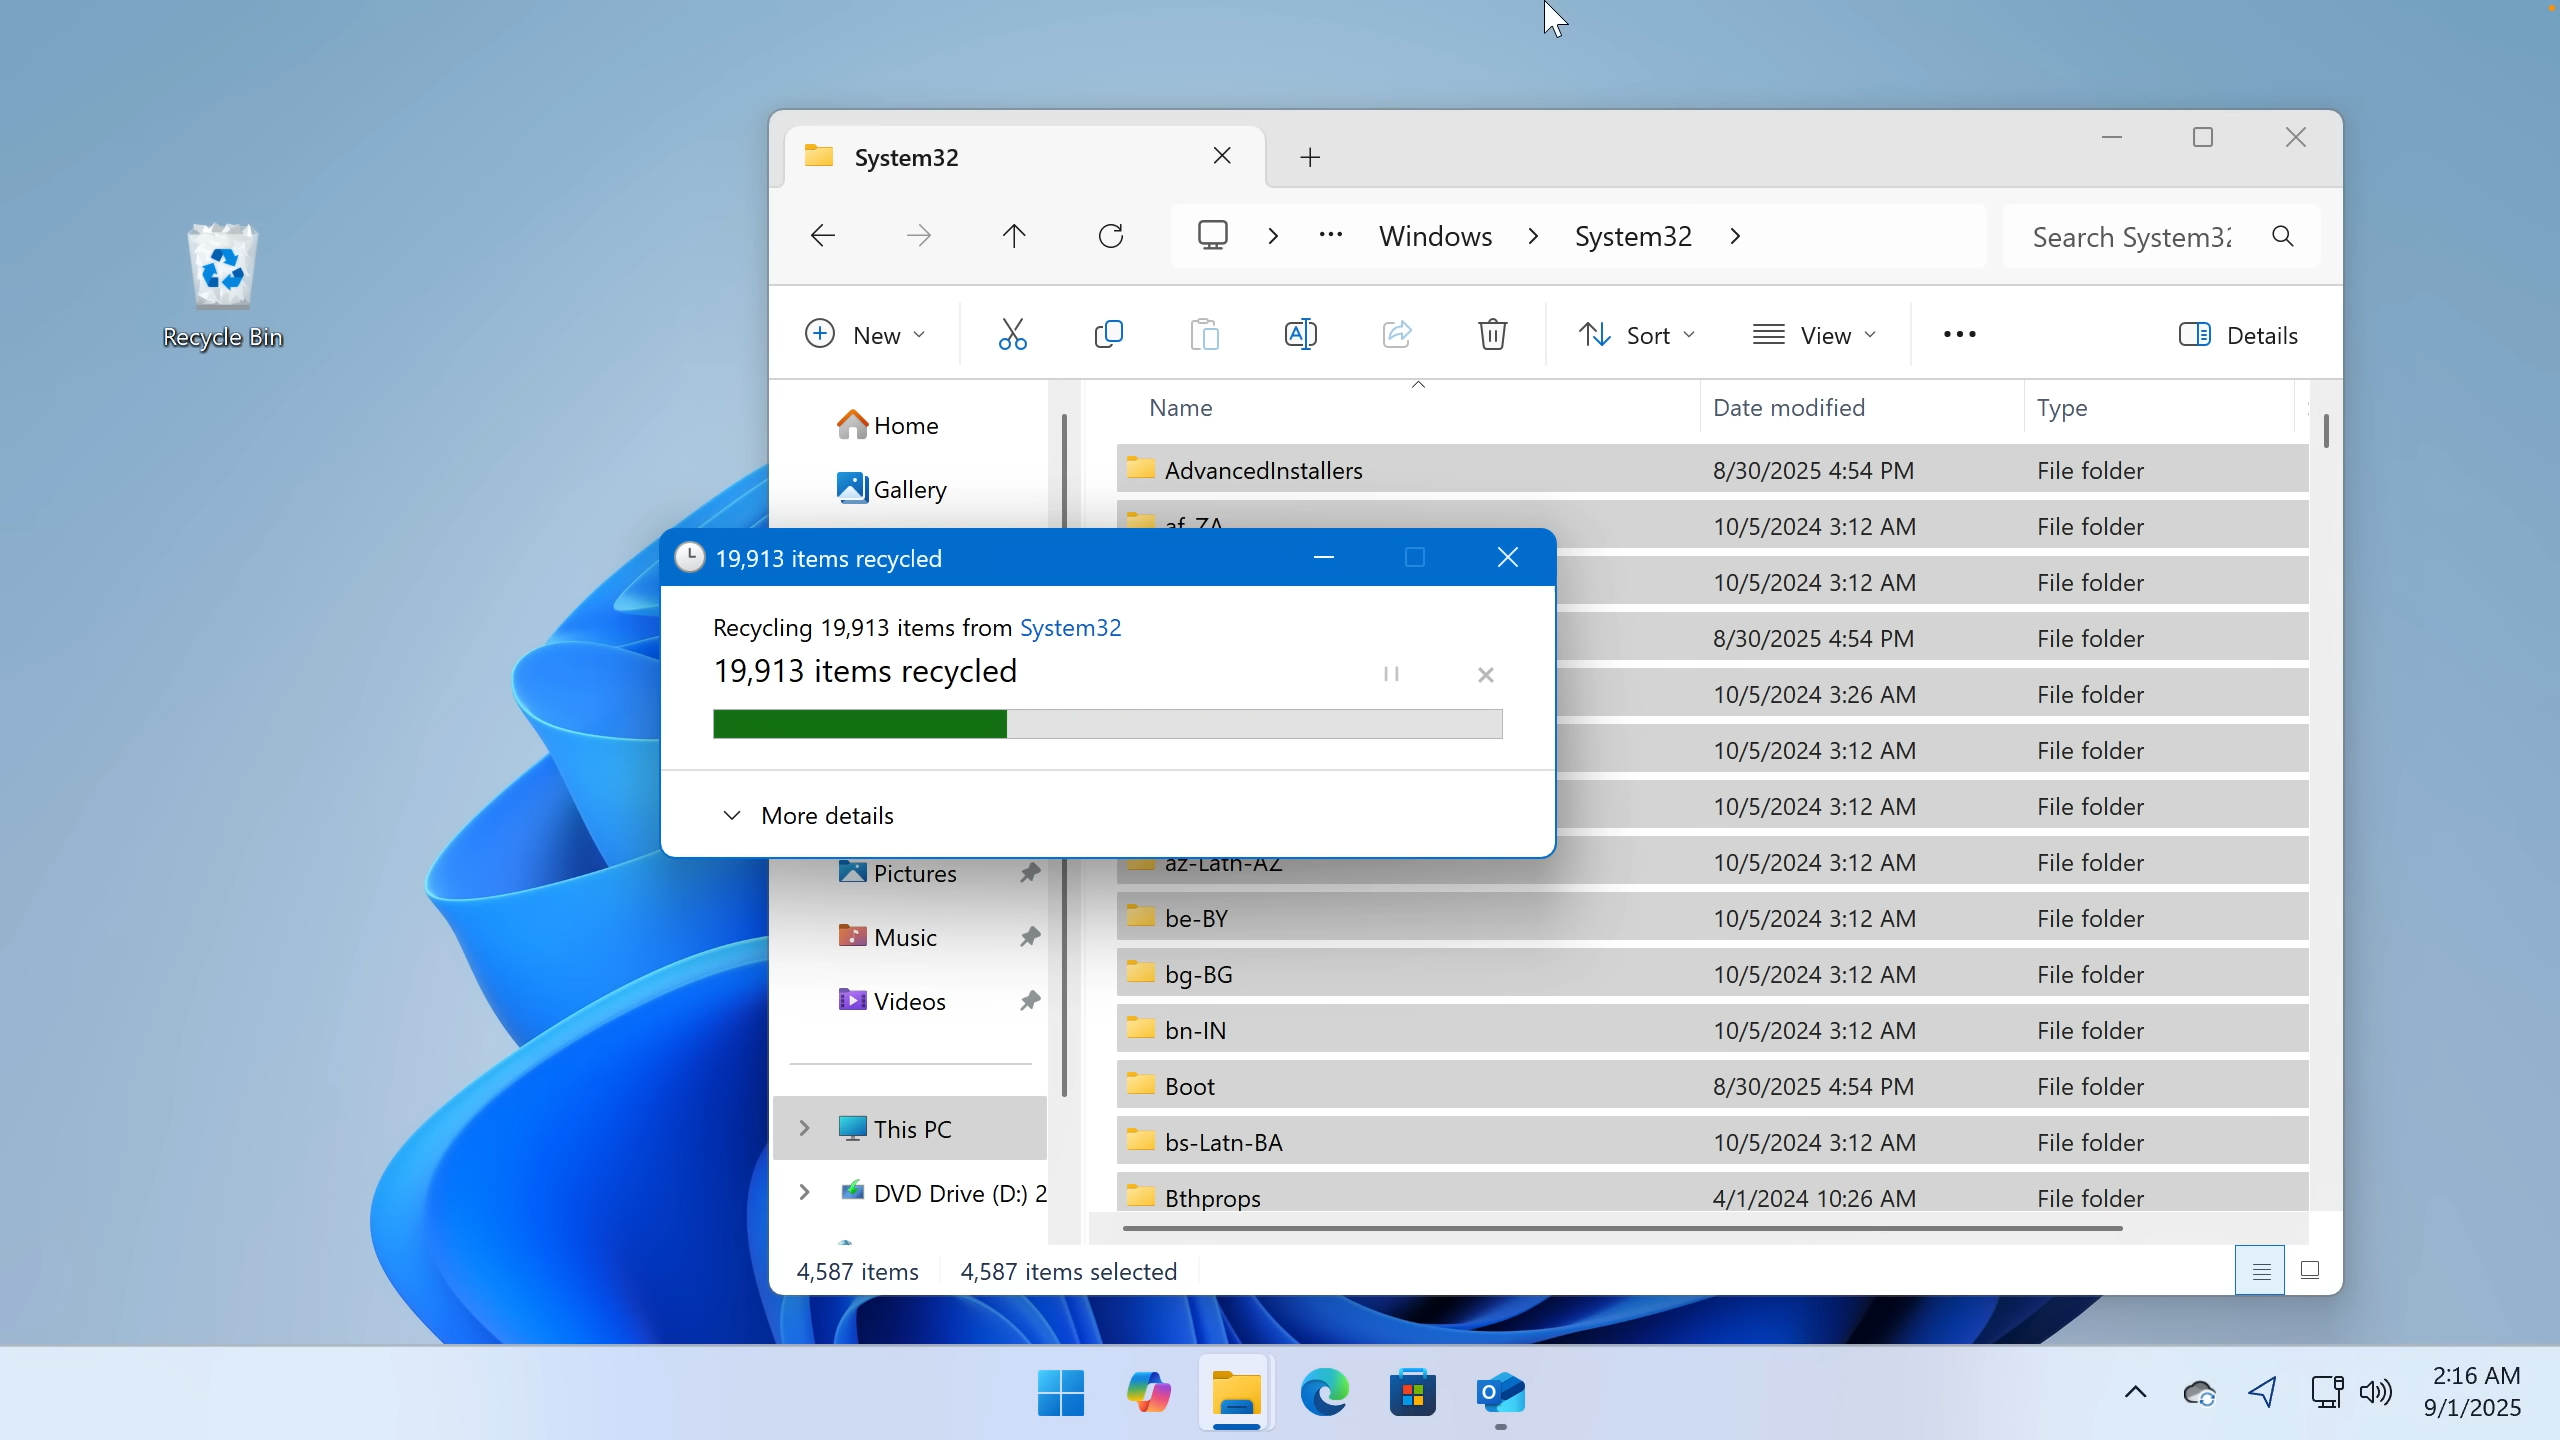 Recycle Bin
System32
Windows
System32
Search System32
New
Sort
View
Details
Home
Gallery
Pictures
Music
Videos
This PC
DVD Drive (D:) 2
Name Date modified Type
AdvancedInstallers 8/30/2025 4:54 PM File folder
af-ZA 10/5/2024 3:12 AM File folder
10/5/2024 3:12 AM File folder
8/30/2025 4:54 PM File folder
10/5/2024 3:26 AM File folder
10/5/2024 3:12 AM File folder
10/5/2024 3:12 AM File folder
az-Latn-AZ 10/5/2024 3:12 AM File folder
be-BY 10/5/2024 3:12 AM File folder
bg-BG 10/5/2024 3:12 AM File folder
bn-IN 10/5/2024 3:12 AM File folder
Boot 8/30/2025 4:54 PM File folder
bs-Latn-BA 10/5/2024 3:12 AM File folder
Bthprops 4/1/2024 10:26 AM File folder
4,587 items 4,587 items selected
19,913 items recycled
Recycling 19,913 items from System32
19,913 items recycled
More details
2:16 AM
9/1/2025